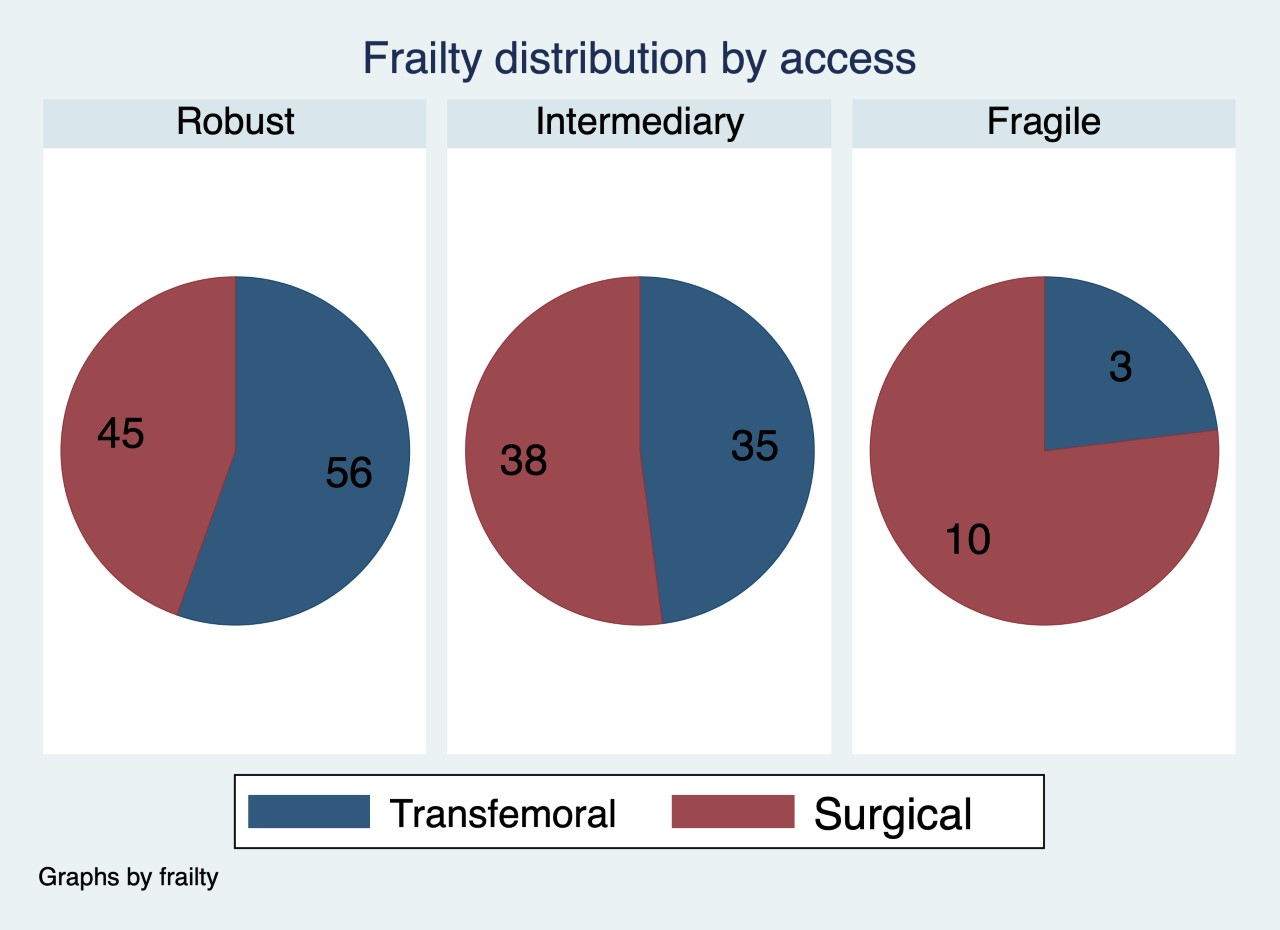 Frailty distribution by access
Robust
Intermediary
Fragile
45
56
38
35
3
10
Transfemoral
Surgical
Graphs by frailty